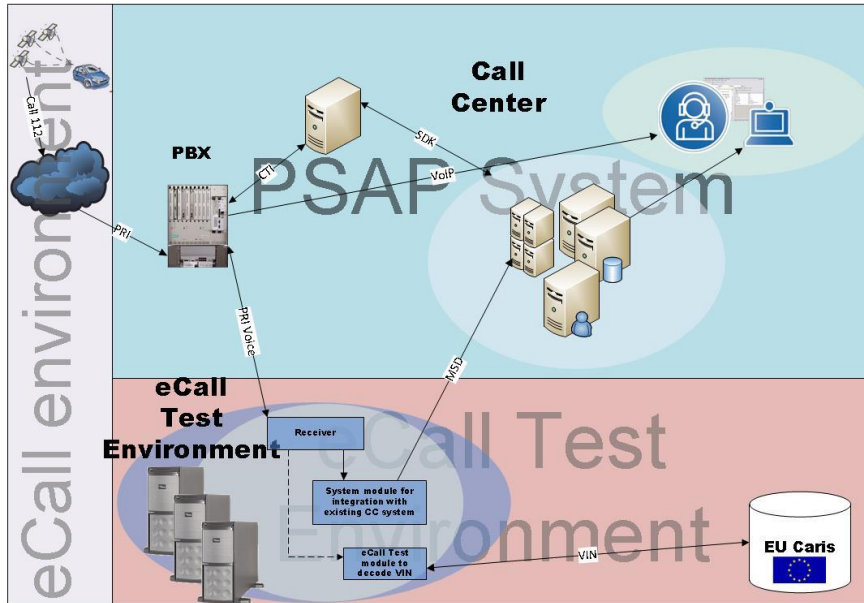 eCall environment
Call 112
PRI
PBX
CTI
SDK
VoIP
Call
Center
PSAP System
PRI Voice
MSD
eCall
Test
Environment
eCall Test
Environment
Receiver
System module for
integration with
existing CC system
eCall Test
module to
decode VIN
VIN
EU Caris